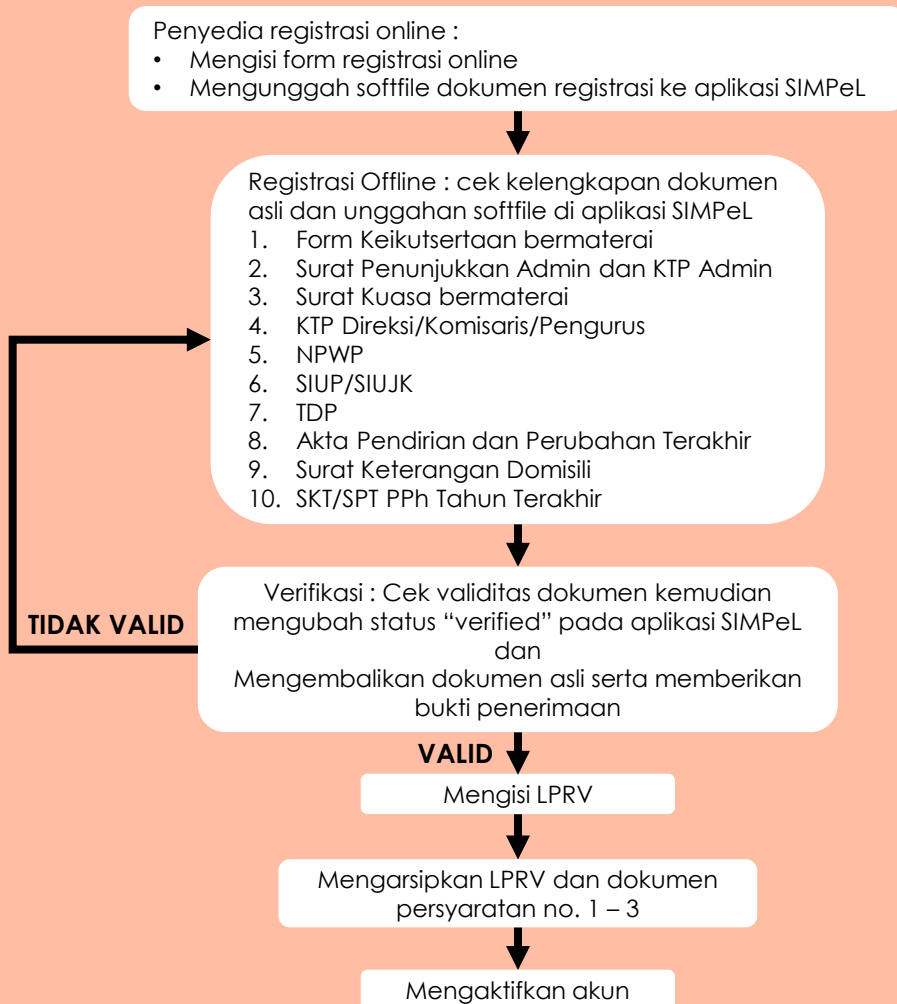 Penyedia registrasi online :
• Mengisi form registrasi online
• Mengunggah softfile dokumen registrasi ke aplikasi SIMPeL
Registrasi Offline : cek kelengkapan dokumen
asli dan unggahan softfile di aplikasi SIMPeL
1. Form Keikutsertaan bermaterai
2. Surat Penunjukkan Admin dan KTP Admin
3. Surat Kuasa bermaterai
4. KTP Direksi/Komisaris/Pengurus
5. NPWP
6. SIUP/SIUJK
7. TDP
8. Akta Pendirian dan Perubahan Terakhir
9. Surat Keterangan Domisili
10. SKT/SPT PPh Tahun Terakhir
TIDAK VALID
Verifikasi : Cek validitas dokumen kemudian
mengubah status “verified” pada aplikasi SIMPeL
dan
Mengembalikan dokumen asli serta memberikan
bukti penerimaan
VALID
Mengisi LPRV
Mengarsipkan LPRV dan dokumen
persyaratan no. 1 – 3
Mengaktifkan akun